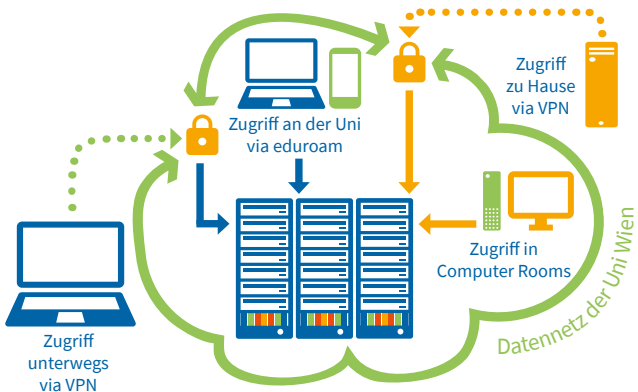 Zugriff
zu Hause
via VPN
Zugriff an der Uni
via eduroam
Zugriff in
Computer Rooms
Datennetz der Uni Wien
Zugriff
unterwegs
via VPN